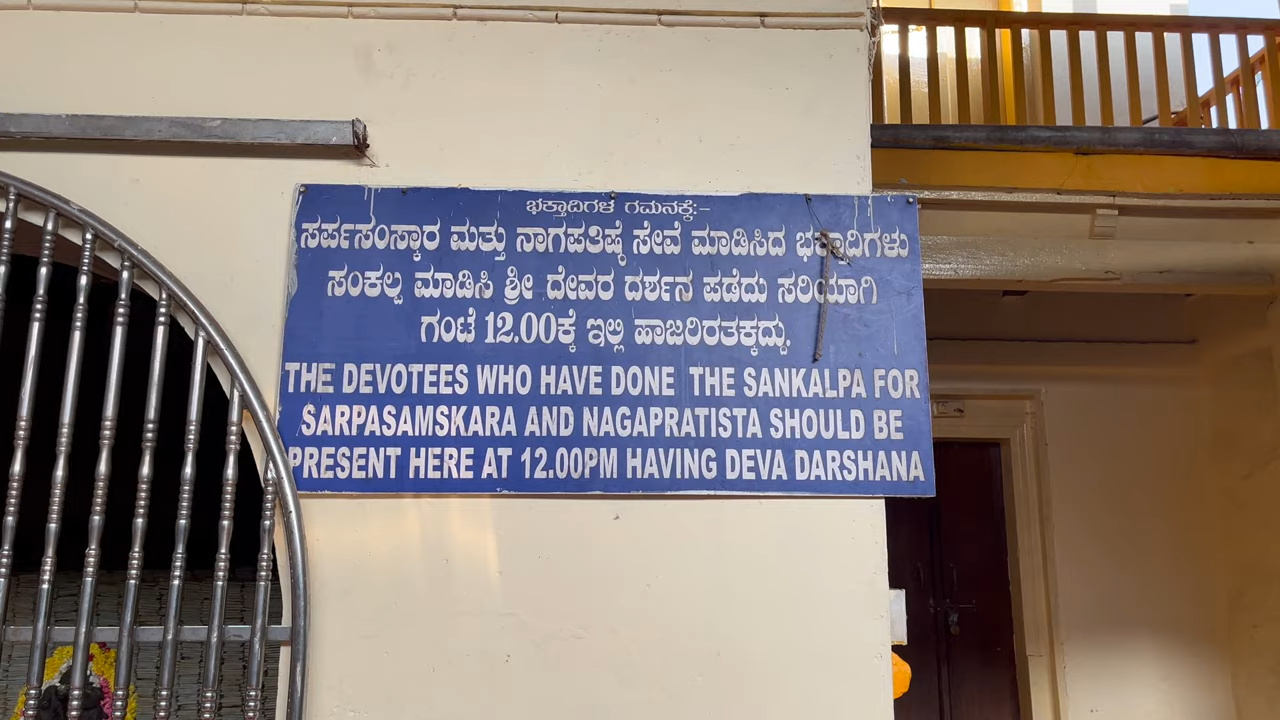 ಭಕ್ತಾದಿಗಳ ಗಮನಕ್ಕೆ:-
ಸರ್ಪಸಂಸ್ಕಾರ ಮತ್ತು ನಾಗಪತಿಷ್ಠೆ ಸೇವೆ ಮಾಡಿಸಿದ ಭಕ್ತಾದಿಗಳು
ಸಂಕಲ್ಪ ಮಾಡಿಸಿ ಶ್ರೀ ದೇವರ ದರ್ಶನ ಪಡೆದು ಸರಿಯಾಗಿ
ಗಂಟೆ 12.00ಕ್ಕೆ ಇಲ್ಲಿ ಹಾಜರಿರತಕ್ಕದ್ದು.
THE DEVOTEES WHO HAVE DONE THE SANKALPA FOR
SARPASAMSKARA AND NAGAPRATISTA SHOULD BE
PRESENT HERE AT 12.00PM HAVING DEVA DARSHANA